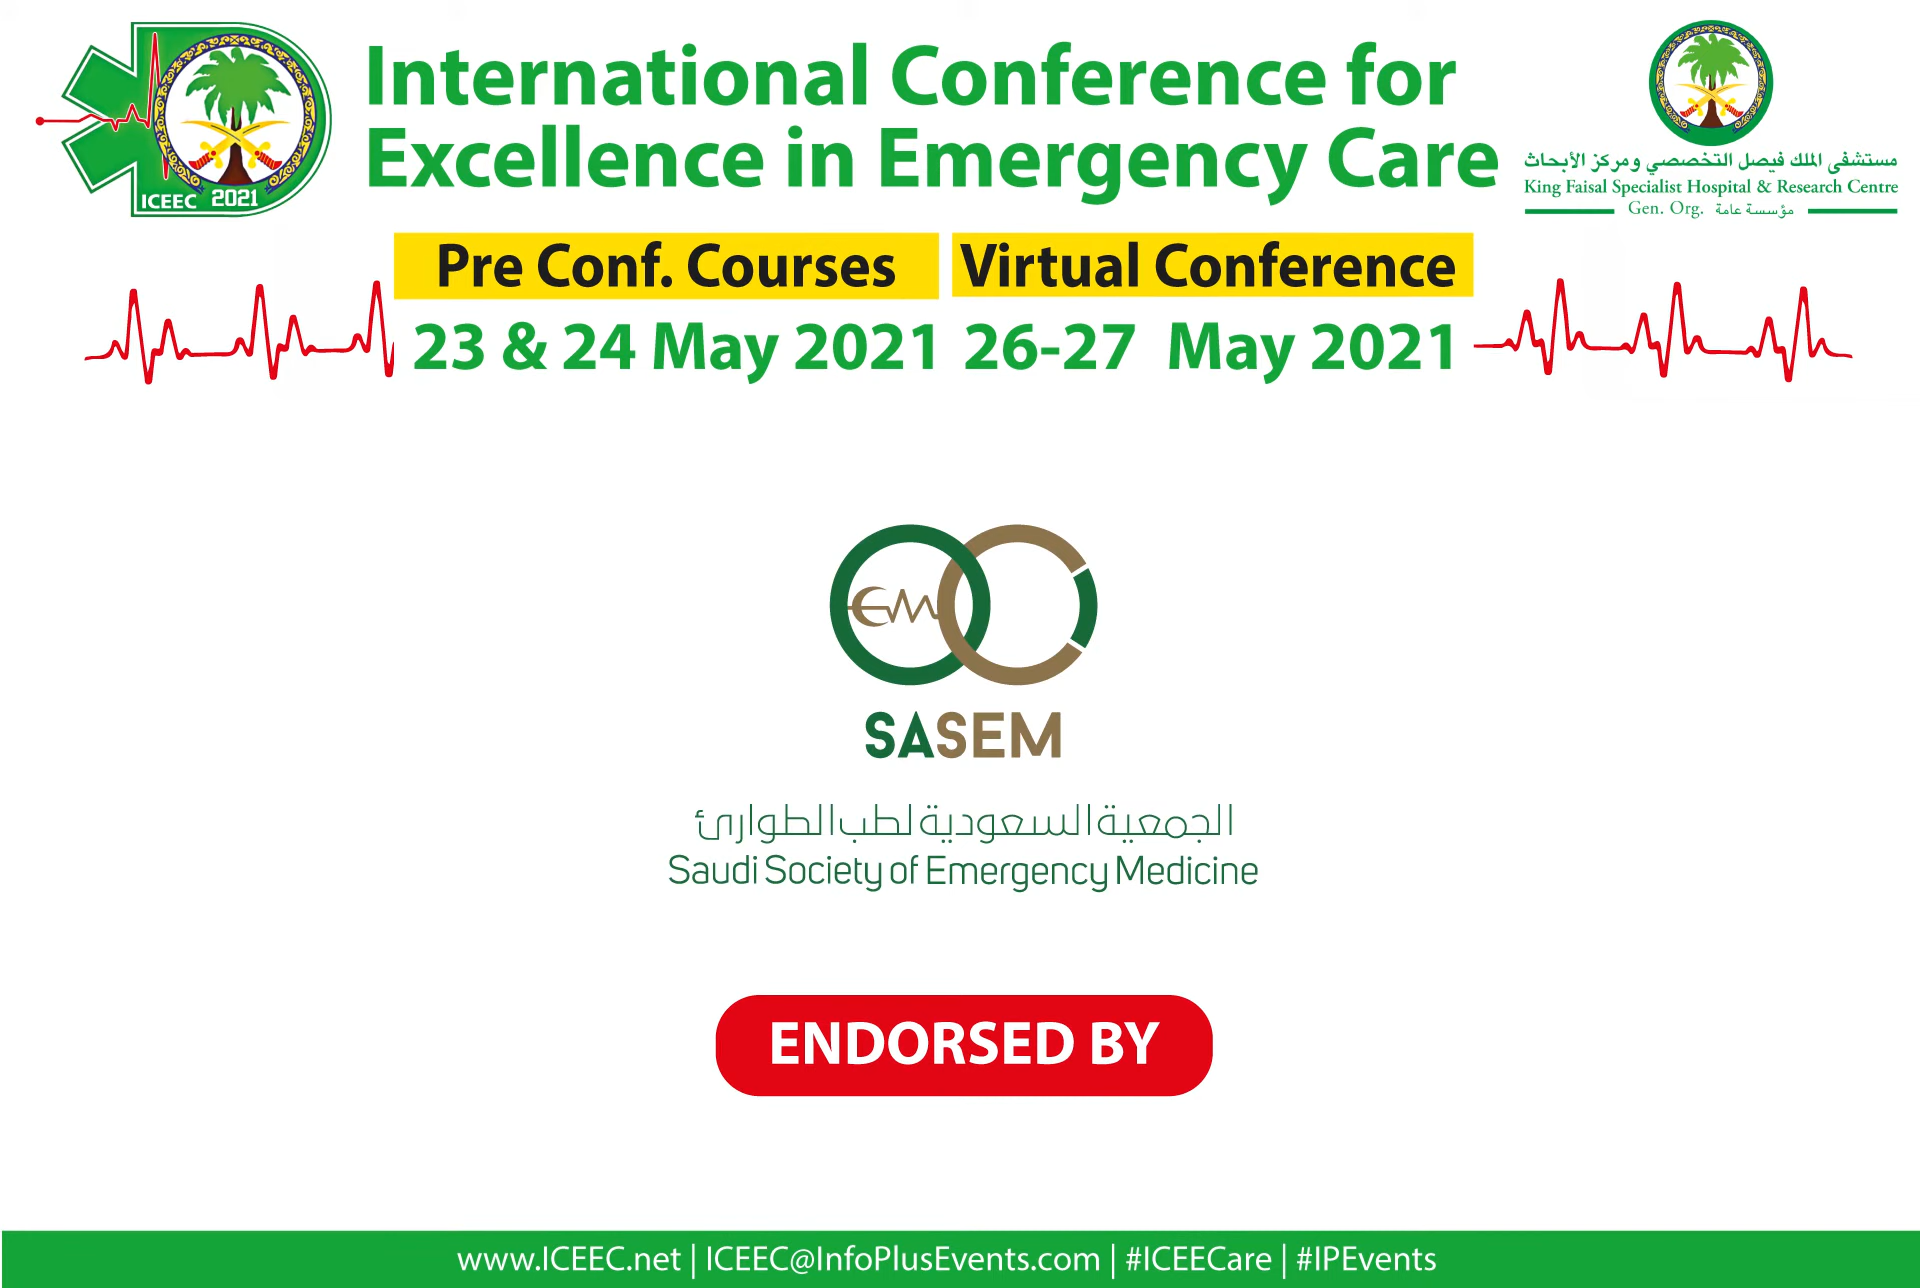 International Conference for
Excellence in Emergency Care
ICEEC 2021
مستشفى الملك فيصل التخصصي ومركز الأبحاث
King Faisal Specialist Hospital & Research Centre
Gen. Org. مؤسسة عامة
Pre Conf. Courses
23 & 24 May 2021
Virtual Conference
26-27 May 2021
EM
SASEM
الجمعية السعودية لطب الطوارئ
Saudi Society of Emergency Medicine
ENDORSED BY
www.ICEEC.net | ICEEC@InfoPlusEvents.com | #ICEECare | #IPEvents